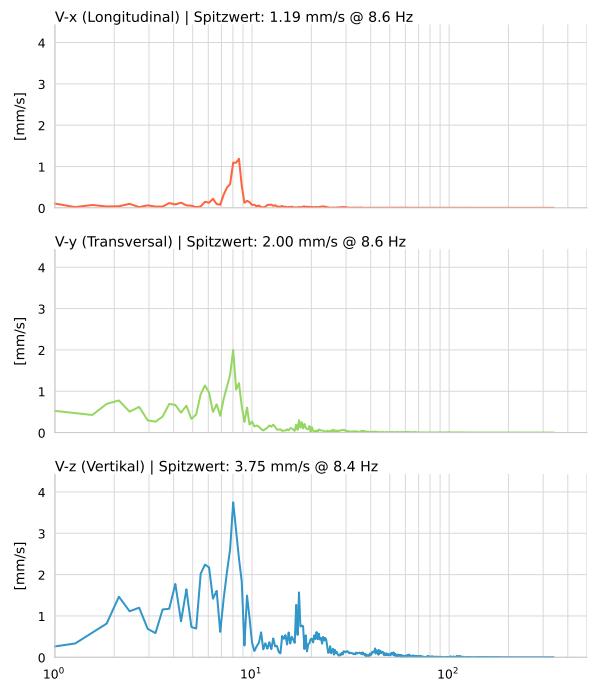 V-x (Longitudinal) | Spitzwert: 1.19 mm/s @ 8.6 Hz
4
3
[mm/s]
2
1
0
V-y (Transversal) | Spitzwert: 2.00 mm/s @ 8.6 Hz
4
3
[mm/s]
2
1
0
V-z (Vertikal) | Spitzwert: 3.75 mm/s @ 8.4 Hz
4
3
[mm/s]
2
1
0
10⁰ 10¹ 10²